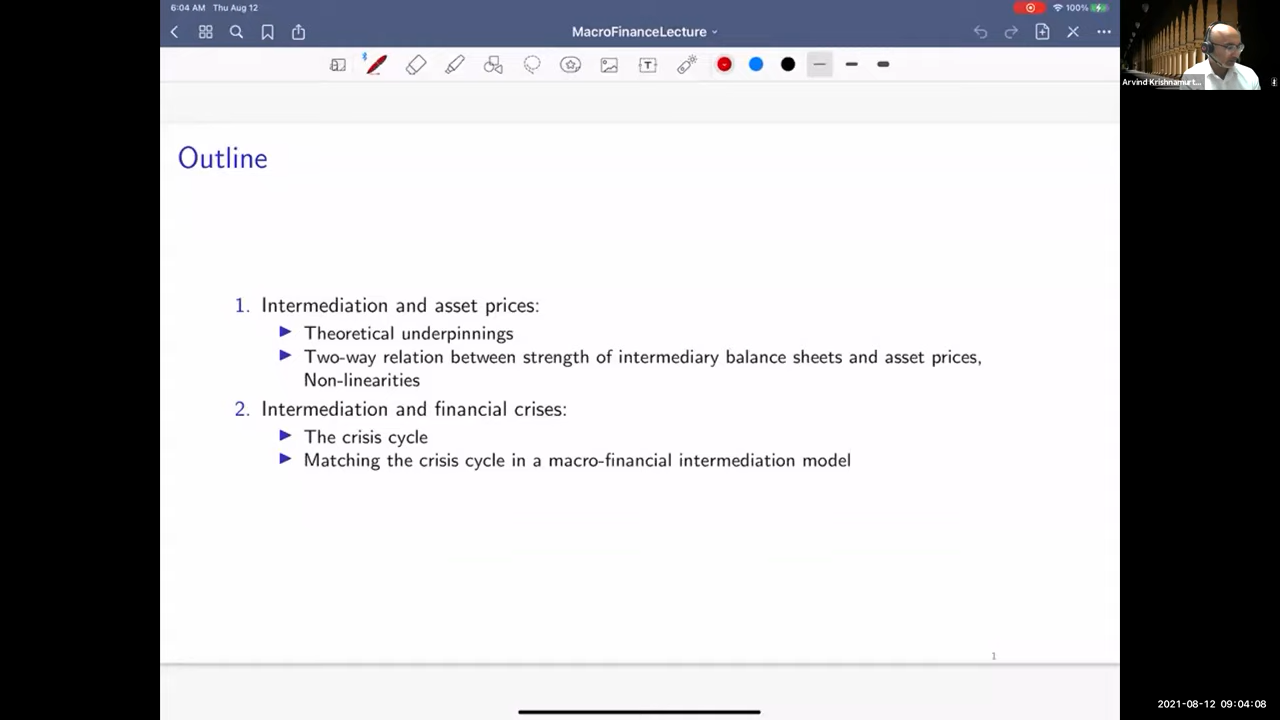 6:04 AM Thu Aug 12
100%
MacroFinanceLecture
T
Arvind Krishnamurt...
Outline
1. Intermediation and asset prices:
Theoretical underpinnings
Two-way relation between strength of intermediary balance sheets and asset prices,
Non-linearities
2. Intermediation and financial crises:
The crisis cycle
Matching the crisis cycle in a macro-financial intermediation model
1
2021-08-12 09:04:08